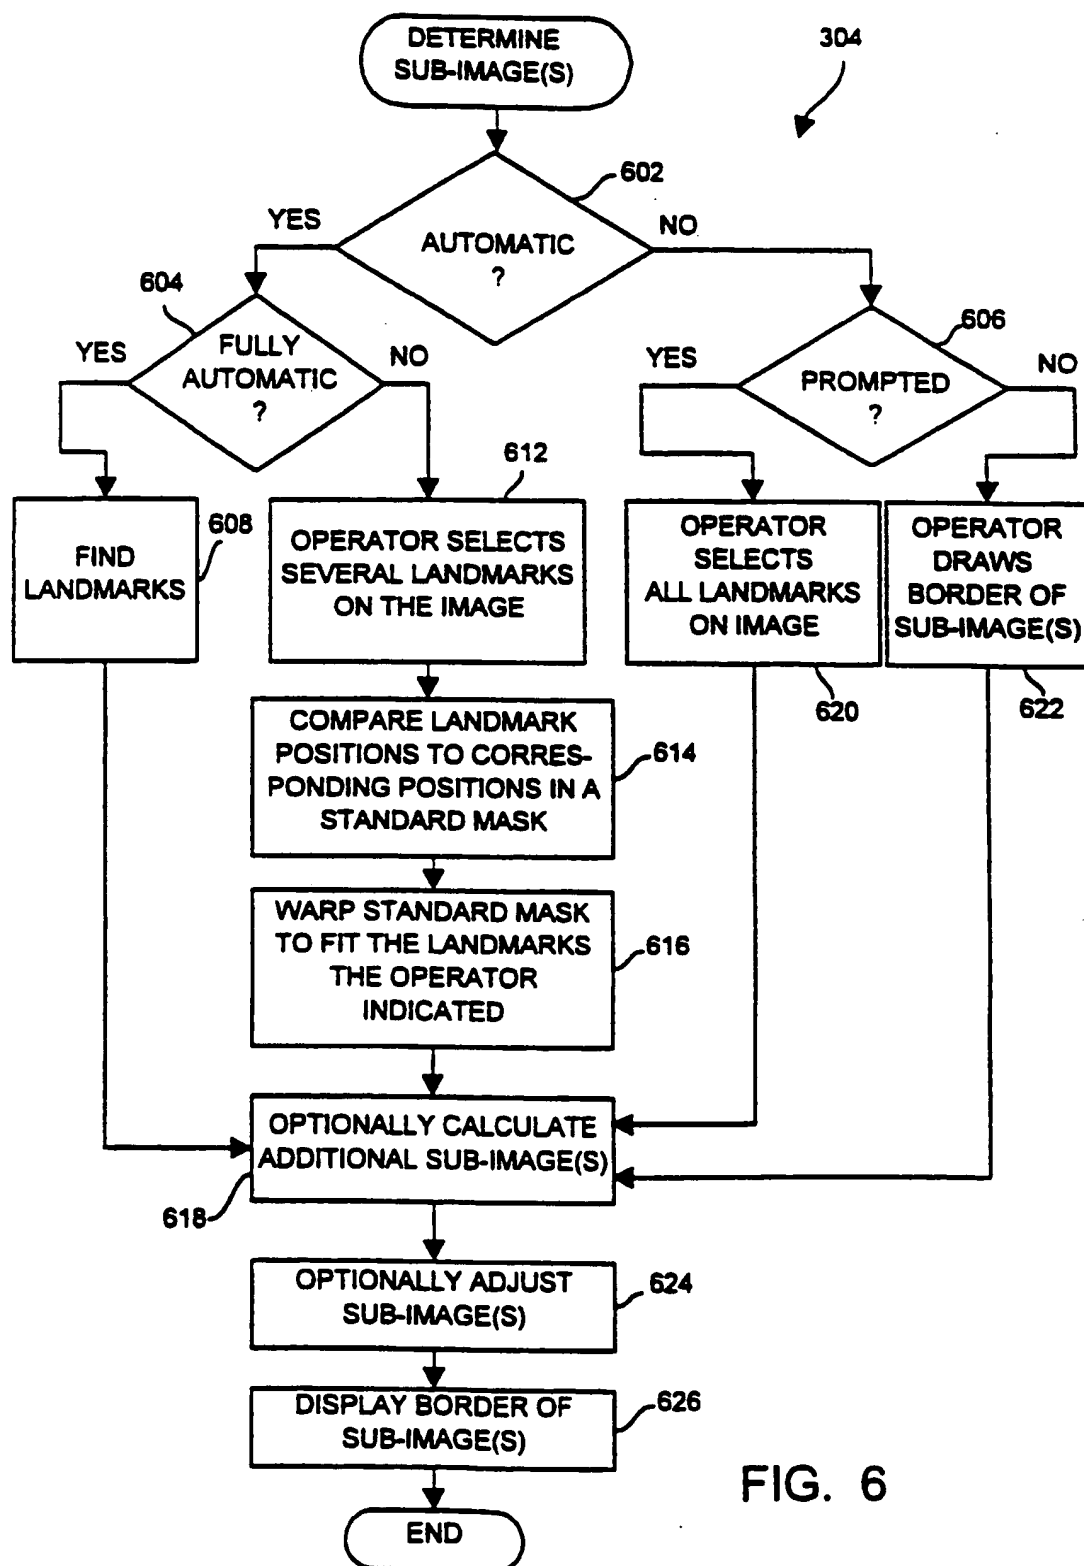 DETERMINE
SUB-IMAGE(S)
304
602
YES
NO
AUTOMATIC
?
604
606
YES
FULLY
AUTOMATIC
?
NO
YES
PROMPTED
?
NO
612
608
FIND
LANDMARKS
OPERATOR SELECTS
SEVERAL LANDMARKS
ON THE IMAGE
OPERATOR
SELECTS
ALL LANDMARKS
ON IMAGE
OPERATOR
DRAWS
BORDER OF
SUB-IMAGE(S)
620
622
COMPARE LANDMARK
POSITIONS TO CORRES-
PONDING POSITIONS IN A
STANDARD MASK
614
WARP STANDARD MASK
TO FIT THE LANDMARKS
THE OPERATOR
INDICATED
616
OPTIONALLY CALCULATE
ADDITIONAL SUB-IMAGE(S)
618
OPTIONALLY ADJUST
SUB-IMAGE(S)
624
DISPLAY BORDER OF
SUB-IMAGE(S)
626
END
FIG. 6